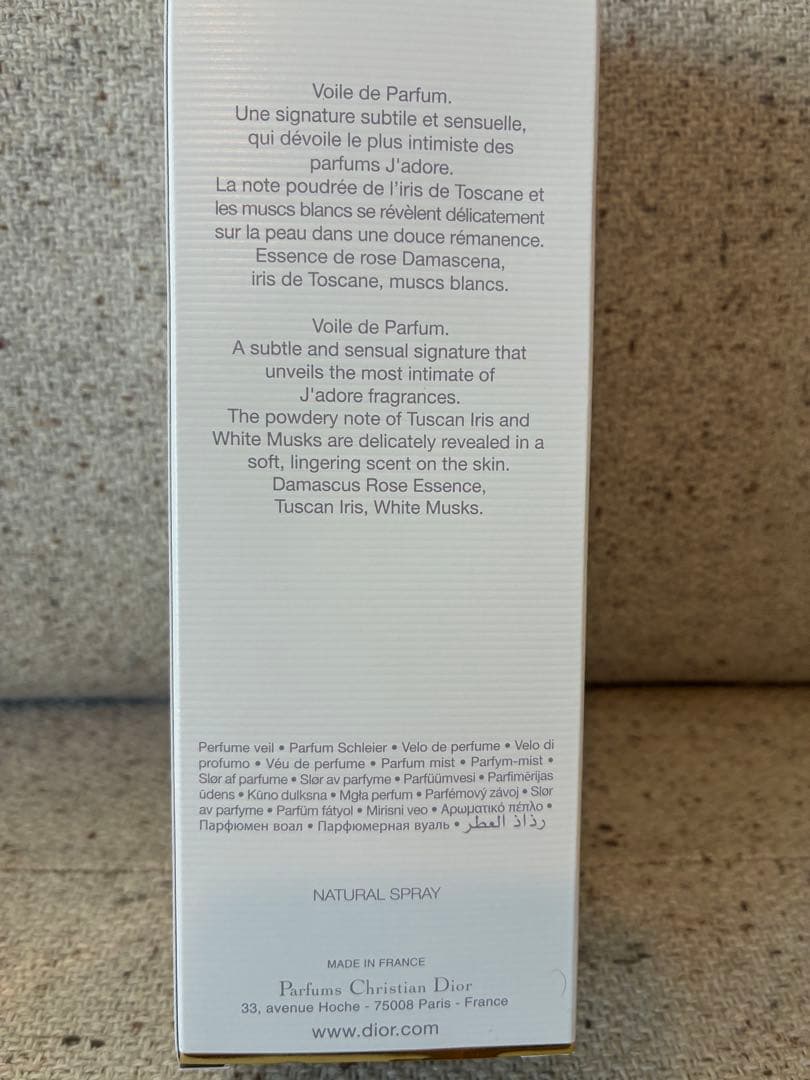 Voile de Parfum.
Une signature subtile et sensuelle,
qui dévoile le plus intimiste des
parfums J'adore.
La note poudrée de l'iris de Toscane et
les muscs blancs se révèlent délicatement
sur la peau dans une douce rémanence.
Essence de rose Damascena,
iris de Toscane, muscs blancs.
Voile de Parfum.
A subtle and sensual signature that
unveils the most intimate of
J'adore fragrances.
The powdery note of Tuscan Iris and
White Musks are delicately revealed in a
soft, lingering scent on the skin.
Damascus Rose Essence,
Tuscan Iris, White Musks.
Perfume veil • Parfum Schleier • Velo de perfume • Velo di
profumo • Véu de perfume • Parfum mist • Parfym-mist •
Slør af parfume • Slør av parfyme • Parfüümvesi • Parfimērijas
ūdens • Kūno dulksna • Mgła perfum • Parfémový závoj • Slør
av parfyme • Parfüm fátyol • Mirisni veo • Αρωματικό πέπλο •
Парфюмен воал • Парфюмерная вуаль • رذاذ العطر
NATURAL SPRAY
MADE IN FRANCE
Parfums Christian Dior
33, avenue Hoche - 75008 Paris - France
www.dior.com